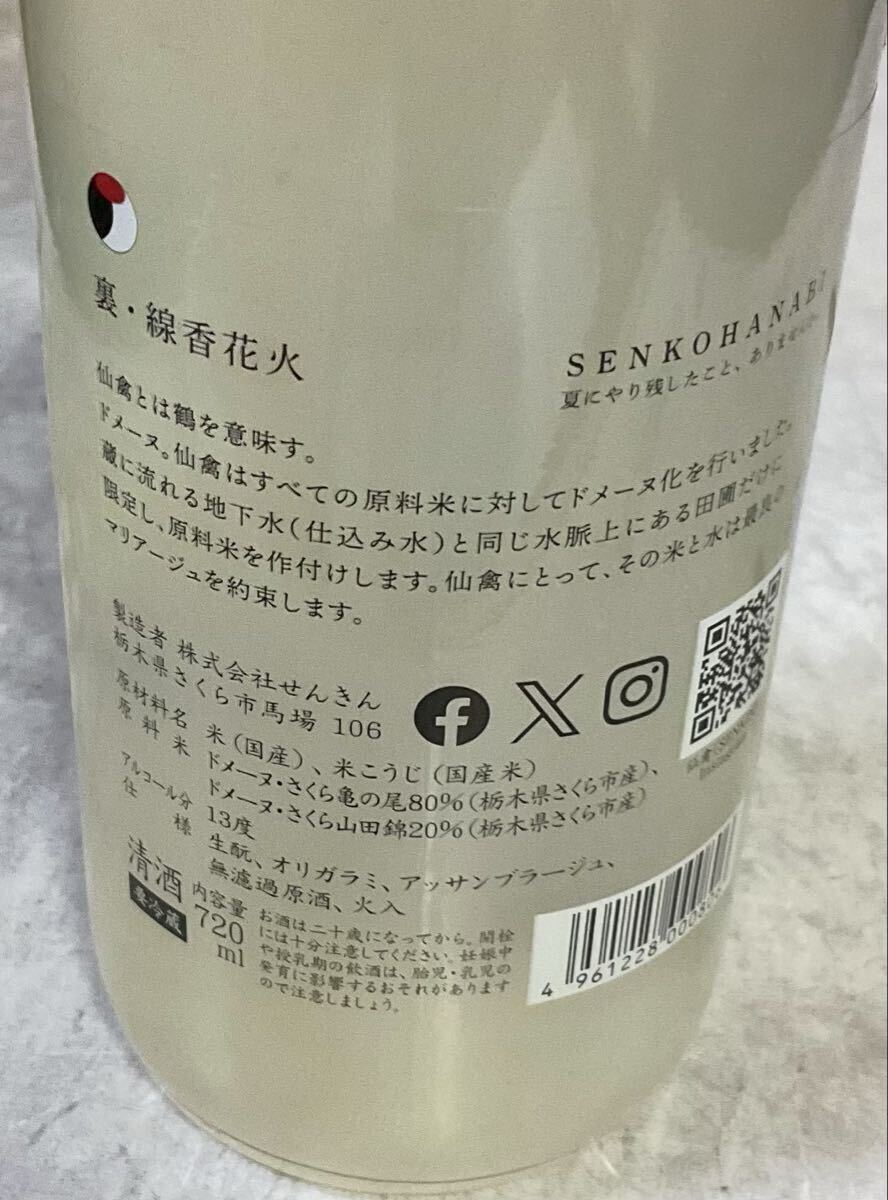 裏・線香花火
SENKOHANABI
夏にやり残したこと、ありませんか
仙禽とは鶴を意味す。
ドメーヌ。仙禽はすべての原料米に対してドメーヌ化を行いました。
蔵に流れる地下水(仕込み水)と同じ水脈上にある田圃だけに
限定し、原料米を作付けします。仙禽にとって、その米と水は最良の
マリアージュを約束します。
製造者 株式会社せんきん
栃木県さくら市馬場 106
原材料名 米(国産)、米こうじ(国産米)
原料米 ドメーヌ・さくら亀の尾80%(栃木県さくら市産)、
ドメーヌ・さくら山田錦20%(栃木県さくら市産)
アルコール分 13度
仕様 生酛、オリガラミ、アッサンブラージュ、
無濾過原酒、火入
清酒
要冷蔵
内容量
720
ml
お酒は二十歳になってから。開栓
には十分注意してください。妊娠中
や授乳期の飲酒は、胎児・乳児の
発育に影響するおそれがあります
ので注意しましょう。
4 961228 00080